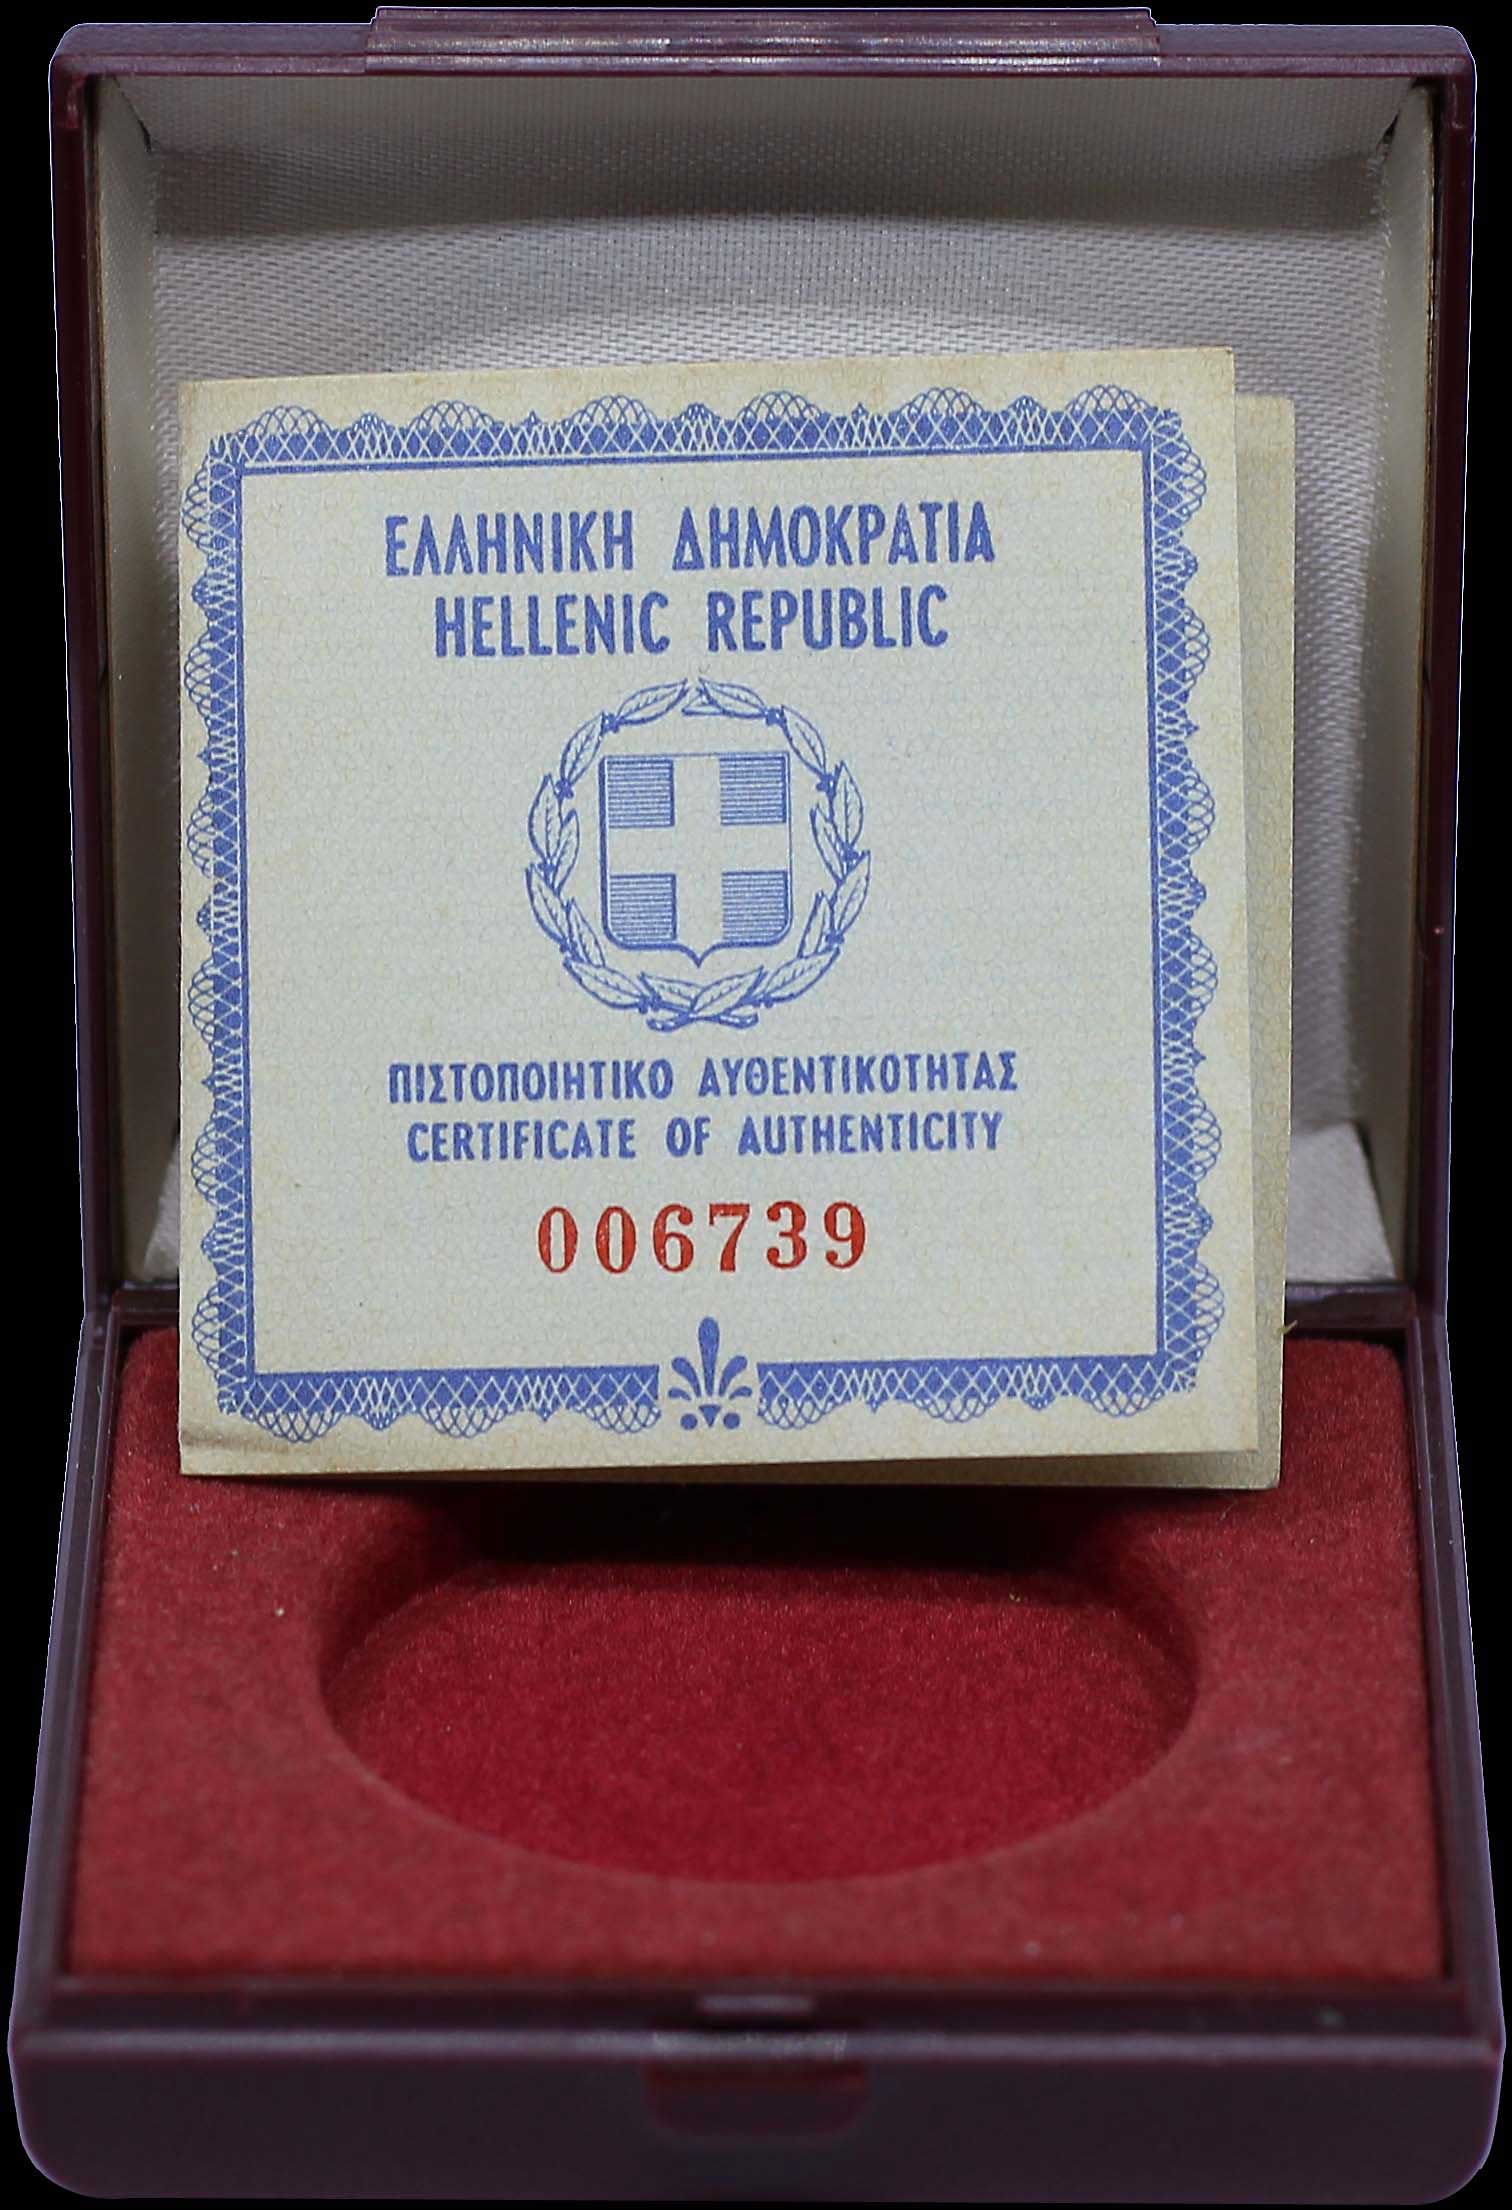 ΕΛΛΗΝΙΚΗ ΔΗΜΟΚΡΑΤΙΑ
HELLENIC REPUBLIC
ΠΙΣΤΟΠΟΙΗΤΙΚΟ ΑΥΘΕΝΤΙΚΟΤΗΤΑΣ
CERTIFICATE OF AUTHENTICITY
006739